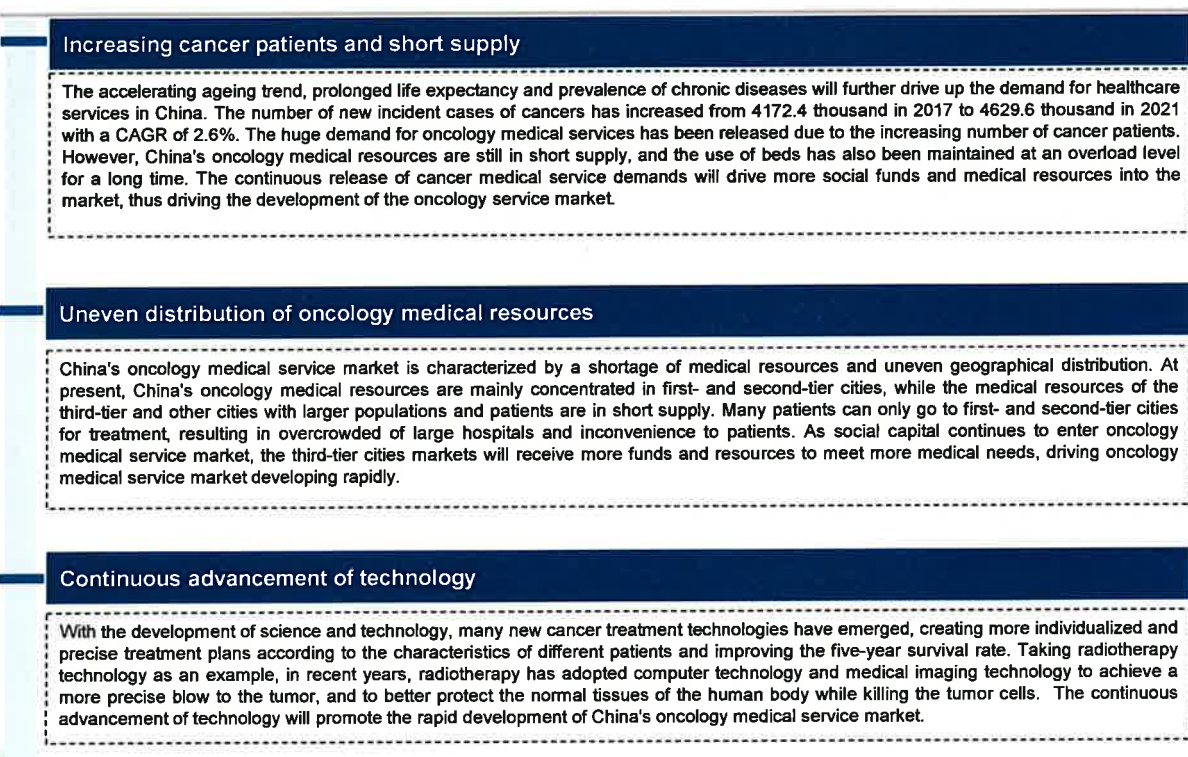 Increasing cancer patients and short supply
The accelerating ageing trend, prolonged life expectancy and prevalence of chronic diseases will further drive up the demand for healthcare
services in China. The number of new incident cases of cancers has increased from 4172.4 thousand in 2017 to 4629.6 thousand in 2021
with a CAGR of 2.6%. The huge demand for oncology medical services has been released due to the increasing number of cancer patients.
However, China's oncology medical resources are still in short supply, and the use of beds has also been maintained at an overload level
for a long time. The continuous release of cancer medical service demands will drive more social funds and medical resources into the
market, thus driving the development of the oncology service market.
Uneven distribution of oncology medical resources
China's oncology medical service market is characterized by a shortage of medical resources and uneven geographical distribution. At
present, China's oncology medical resources are mainly concentrated in first- and second-tier cities, while the medical resources of the
third-tier and other cities with larger populations and patients are in short supply. Many patients can only go to first- and second-tier cities
for treatment, resulting in overcrowded of large hospitals and inconvenience to patients. As social capital continues to enter oncology
medical service market, the third-tier cities markets will receive more funds and resources to meet more medical needs, driving oncology
medical service market developing rapidly.
Continuous advancement of technology
With the development of science and technology, many new cancer treatment technologies have emerged, creating more individualized and
precise treatment plans according to the characteristics of different patients and improving the five-year survival rate. Taking radiotherapy
technology as an example, in recent years, radiotherapy has adopted computer technology and medical imaging technology to achieve a
more precise blow to the tumor, and to better protect the normal tissues of the human body while killing the tumor cells. The continuous
advancement of technology will promote the rapid development of China's oncology medical service market.